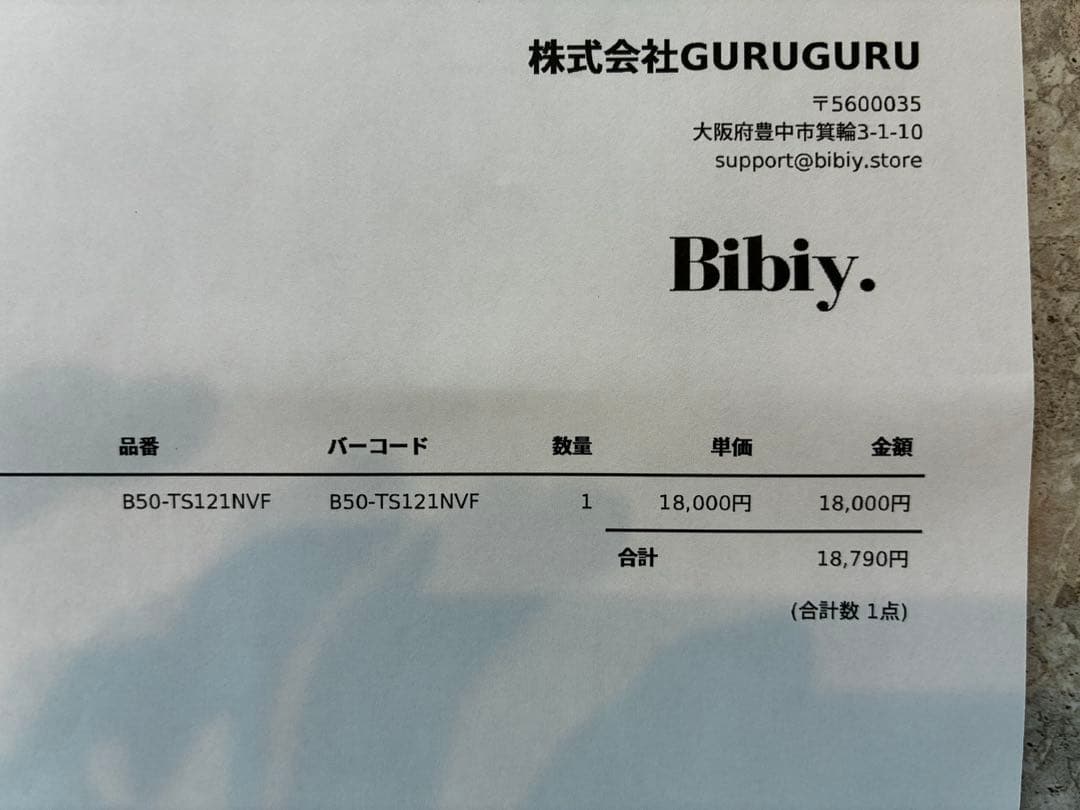 株式会社GURUGURU
〒5600035
大阪府豊中市箕輪3-1-10
support@bibiy.store
Bibiy.
品番 バーコード 数量 単価 金額
B50-TS121NVF B50-TS121NVF 1 18,000円 18,000円
合計 18,790円
(合計数 1点)